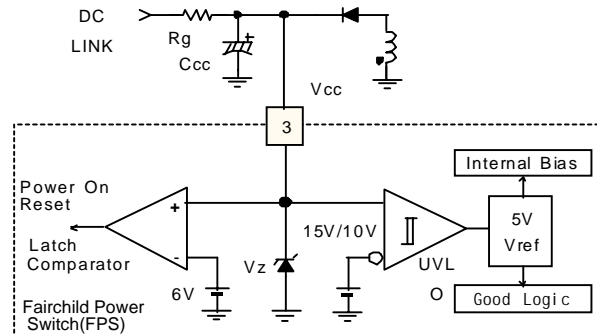 DC
LINK
Rg
Ccc
+
Vcc
3
Internal Bias
Power On
Reset
+
15V/10V
5V
Vref
Latch
Comparator
-
Vz
UVL
O
6V
Good Logic
Fairchild Power
Switch(FPS)